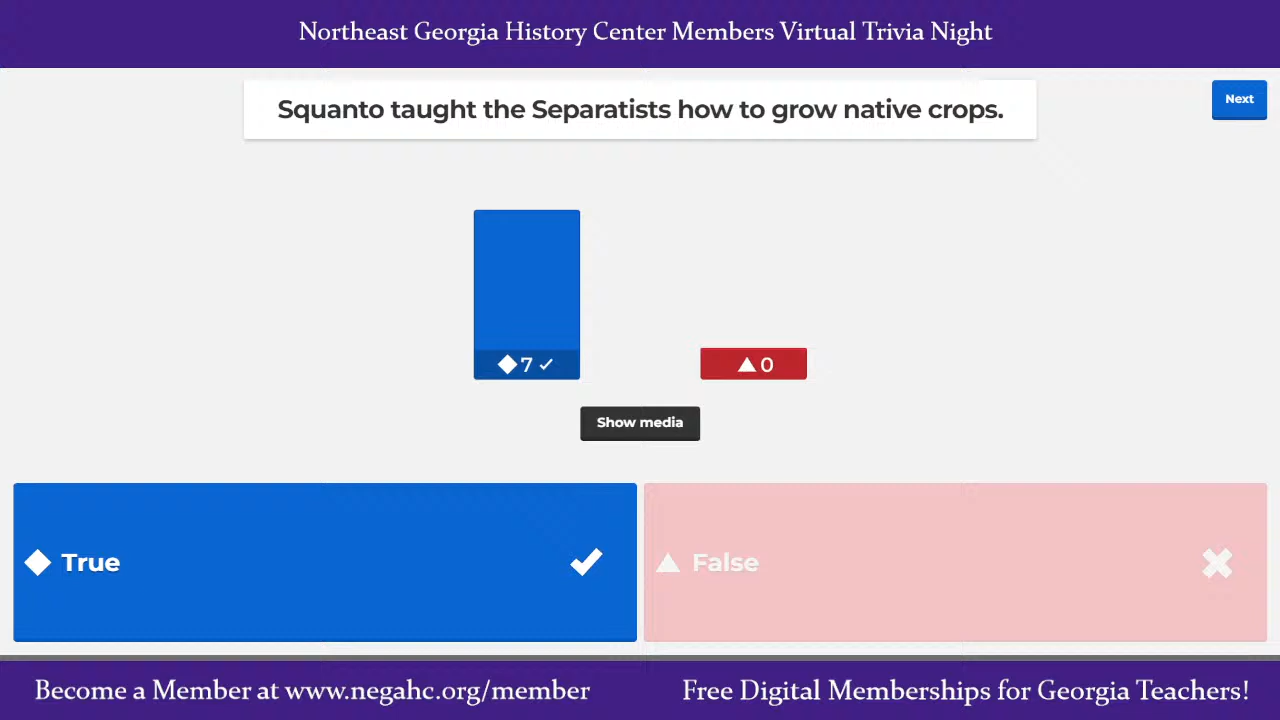 Northeast Georgia History Center Members Virtual Trivia Night
Squanto taught the Separatists how to grow native crops.
Next
7
0
Show media
True
False
Become a Member at www.negahc.org/member
Free Digital Memberships for Georgia Teachers!